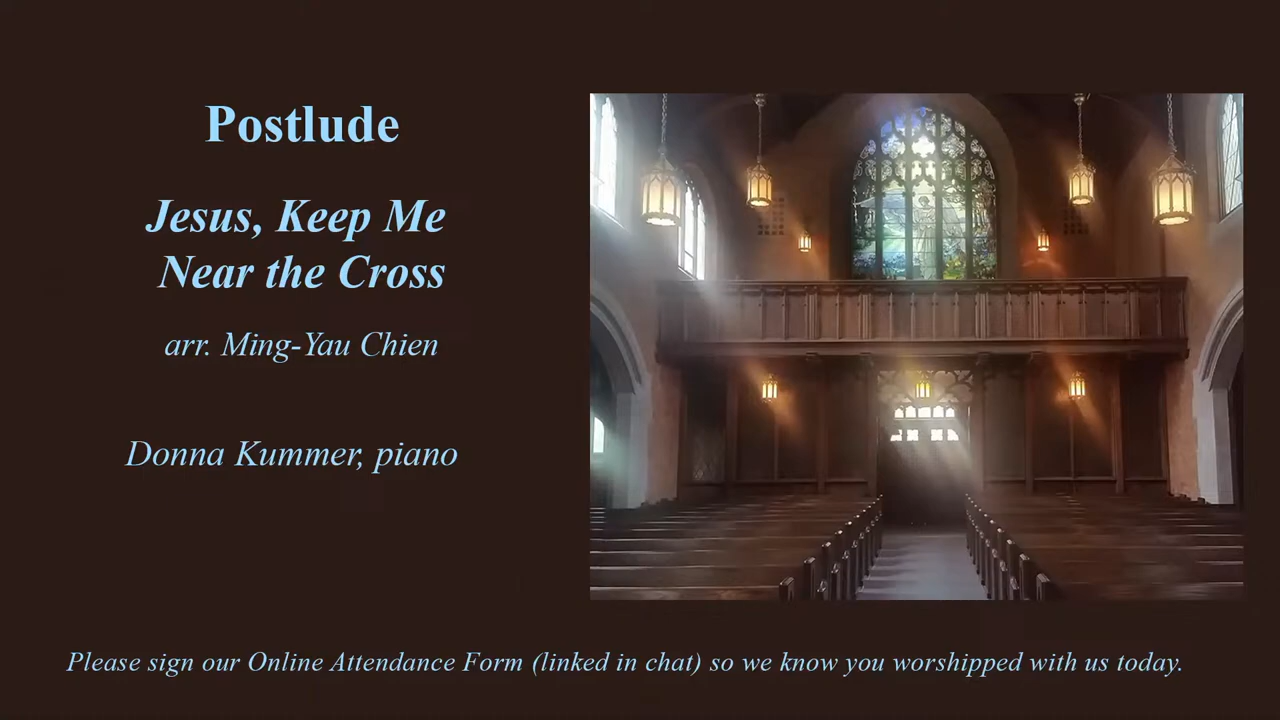 Postlude
Jesus, Keep Me
Near the Cross
arr. Ming-Yau Chien
Donna Kummer, piano
Please sign our Online Attendance Form (linked in chat) so we know you worshipped with us today.